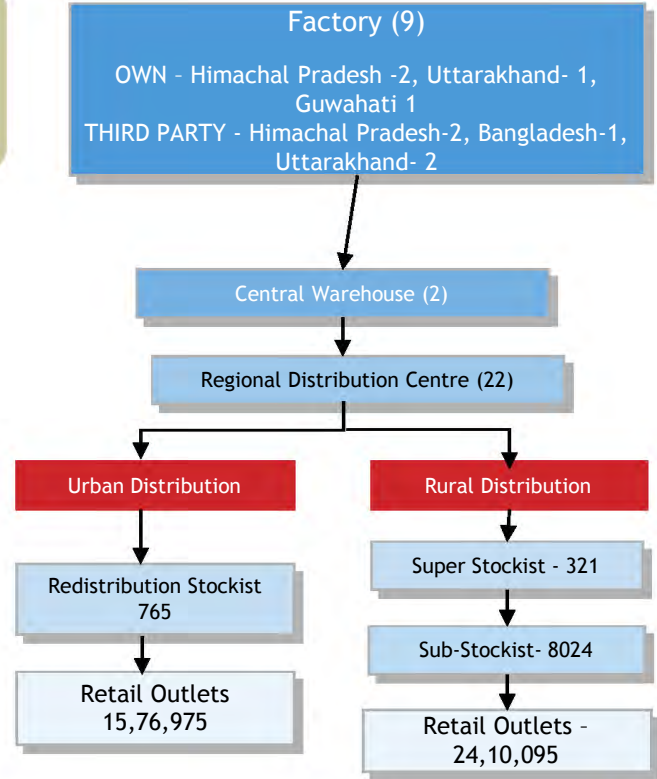 Factory (9)
OWN – Himachal Pradesh -2, Uttarakhand- 1,
Guwahati 1
THIRD PARTY - Himachal Pradesh-2, Bangladesh-1,
Uttarakhand- 2
Central Warehouse (2)
Regional Distribution Centre (22)
Urban Distribution
Redistribution Stockist
765
Retail Outlets
15,76,975
Rural Distribution
Super Stockist - 321
Sub-Stockist- 8024
Retail Outlets –
24,10,095